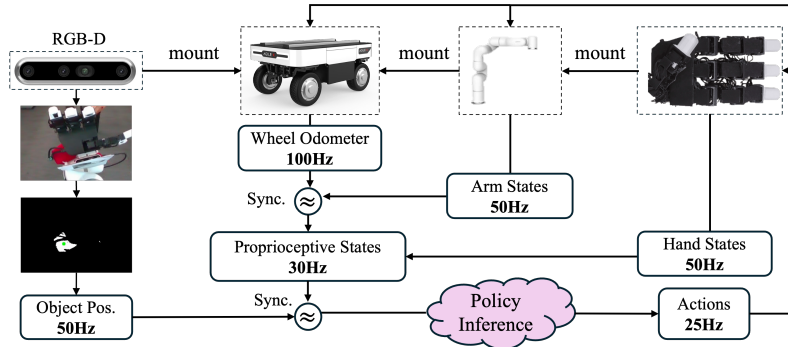 RGB-D
mount
mount
mount
Wheel Odometer
100Hz
Sync.
≈
Arm States
50Hz
Proprioceptive States
30Hz
Hand States
50Hz
Object Pos.
50Hz
Sync.
≈
Policy
Inference
Actions
25Hz